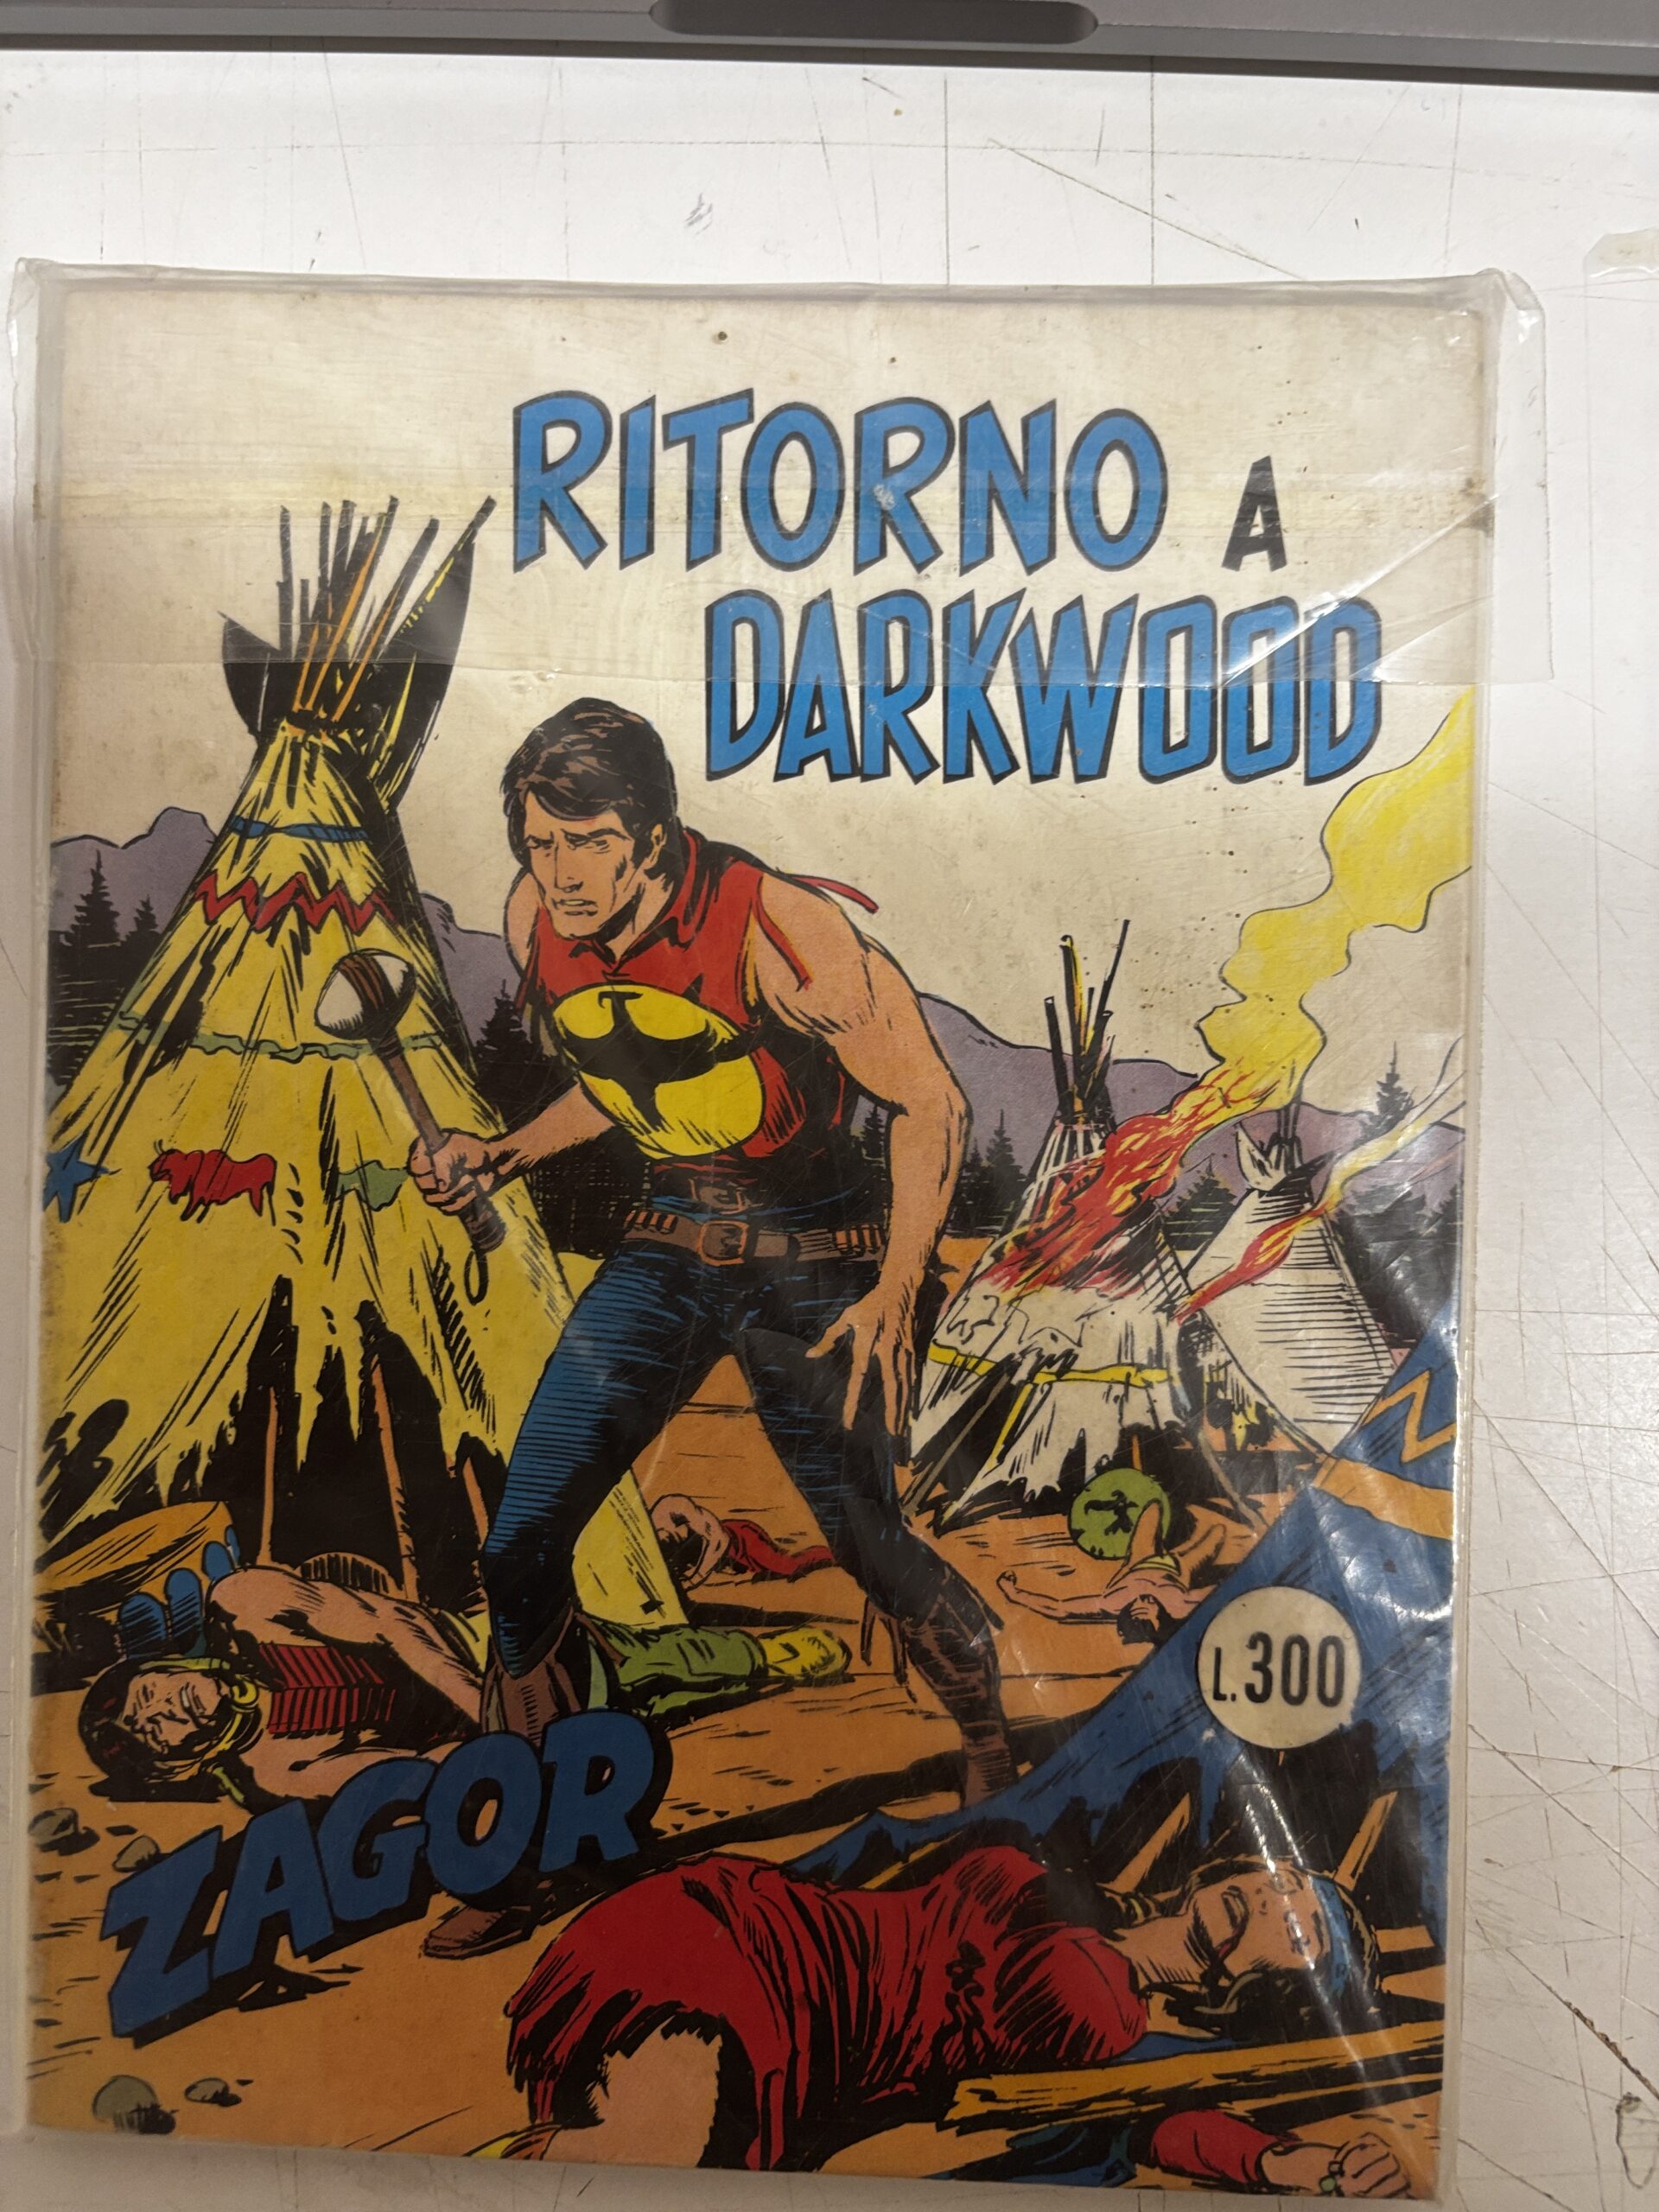 RITORNO A
DARKWOOD
L.300
ZAGOR